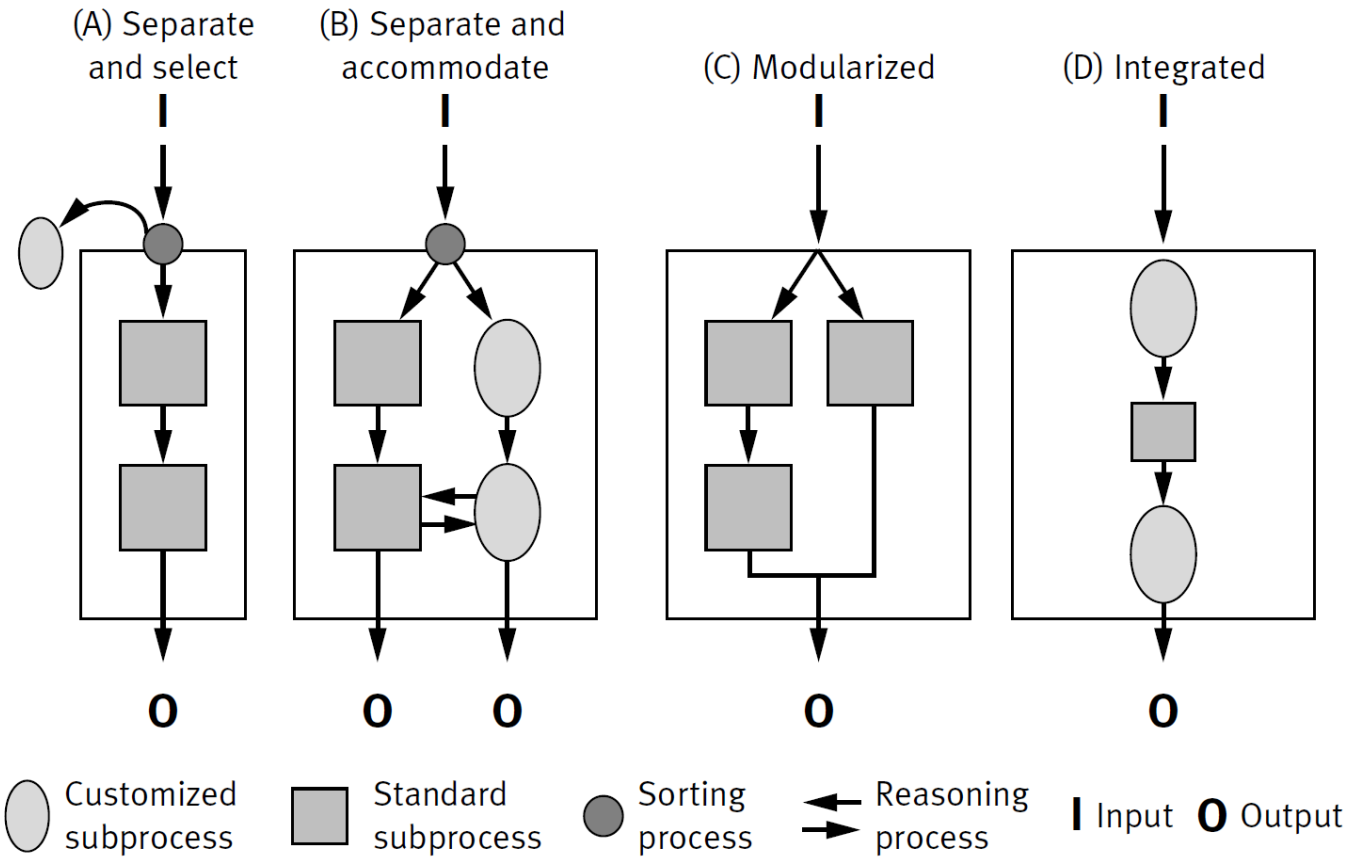 (A) Separate
and select
(B) Separate and
accommodate
(C) Modularized
(D) Integrated
I
I
I
I
O
O
O
O
O
Customized
subprocess
Standard
subprocess
Sorting
process
Reasoning
process
I Input
O Output